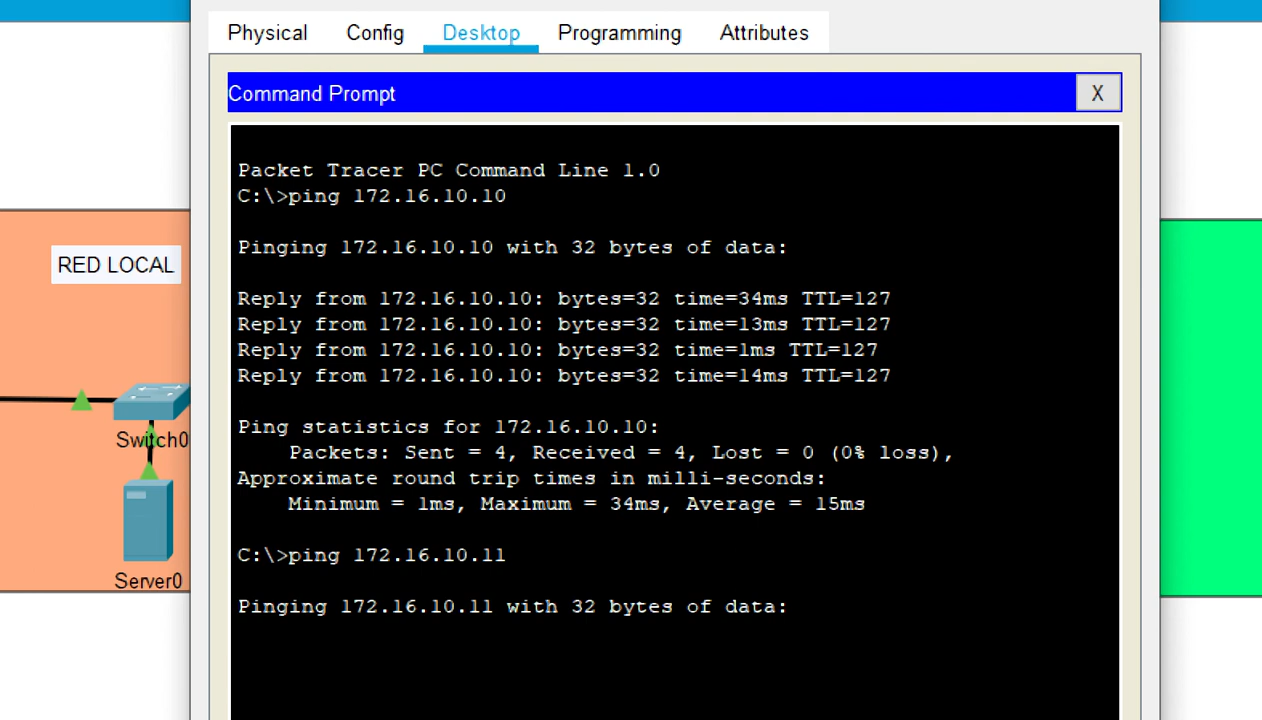 Physical Config Desktop Programming Attributes
Command Prompt X
Packet Tracer PC Command Line 1.0
C:\>ping 172.16.10.10
Pinging 172.16.10.10 with 32 bytes of data:
Reply from 172.16.10.10: bytes=32 time=34ms TTL=127
Reply from 172.16.10.10: bytes=32 time=13ms TTL=127
Reply from 172.16.10.10: bytes=32 time=1ms TTL=127
Reply from 172.16.10.10: bytes=32 time=14ms TTL=127
Ping statistics for 172.16.10.10:
Packets: Sent = 4, Received = 4, Lost = 0 (0% loss),
Approximate round trip times in milli-seconds:
Minimum = 1ms, Maximum = 34ms, Average = 15ms
C:\>ping 172.16.10.11
Pinging 172.16.10.11 with 32 bytes of data:
RED LOCAL
Switch0
Server0